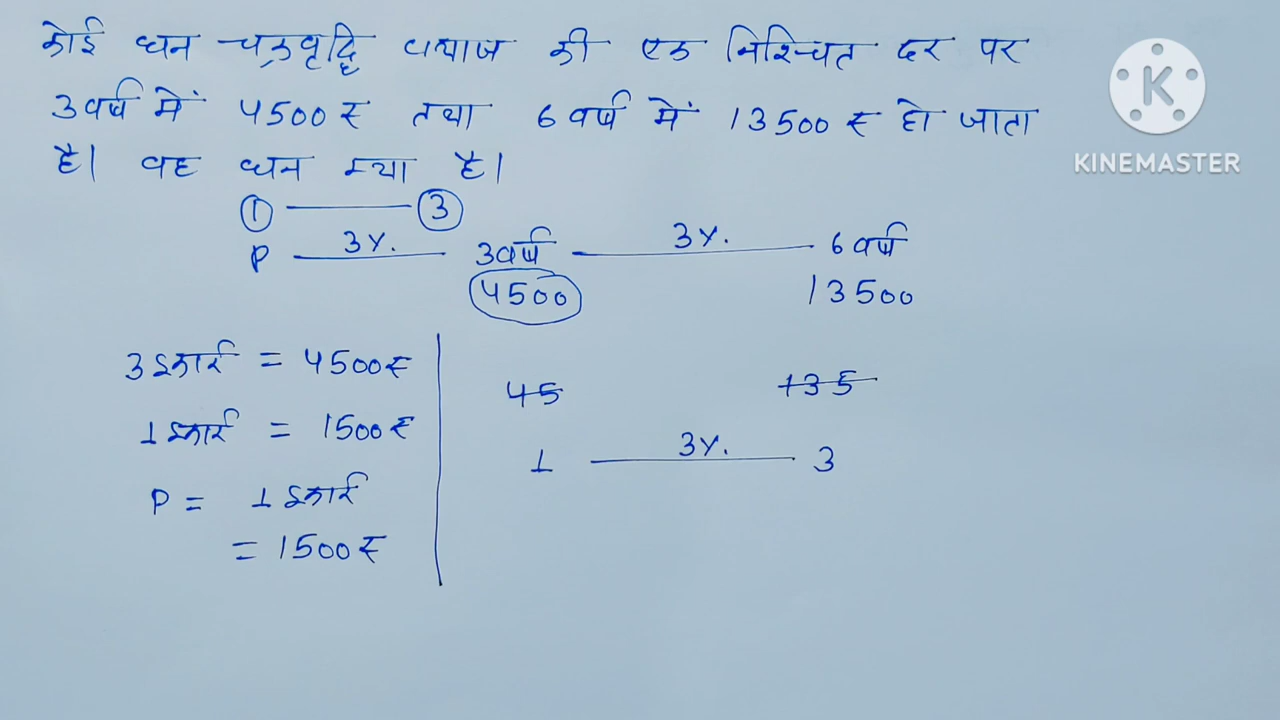 कोई धन चक्रवृद्धि ब्याज की एक निश्चित दर पर
3 वर्ष में 4500 ₹ तथा 6 वर्ष में 13500 ₹ हो जाता
है। वह धन क्या है।
K
KINEMASTER
1 3
P 3Y. 3 वर्ष 3Y. 6 वर्ष
4500 13500
3 इकाई = 4500 ₹
1 इकाई = 1500 ₹
P = 1 इकाई
= 1500 ₹
45 135
1 3Y. 3